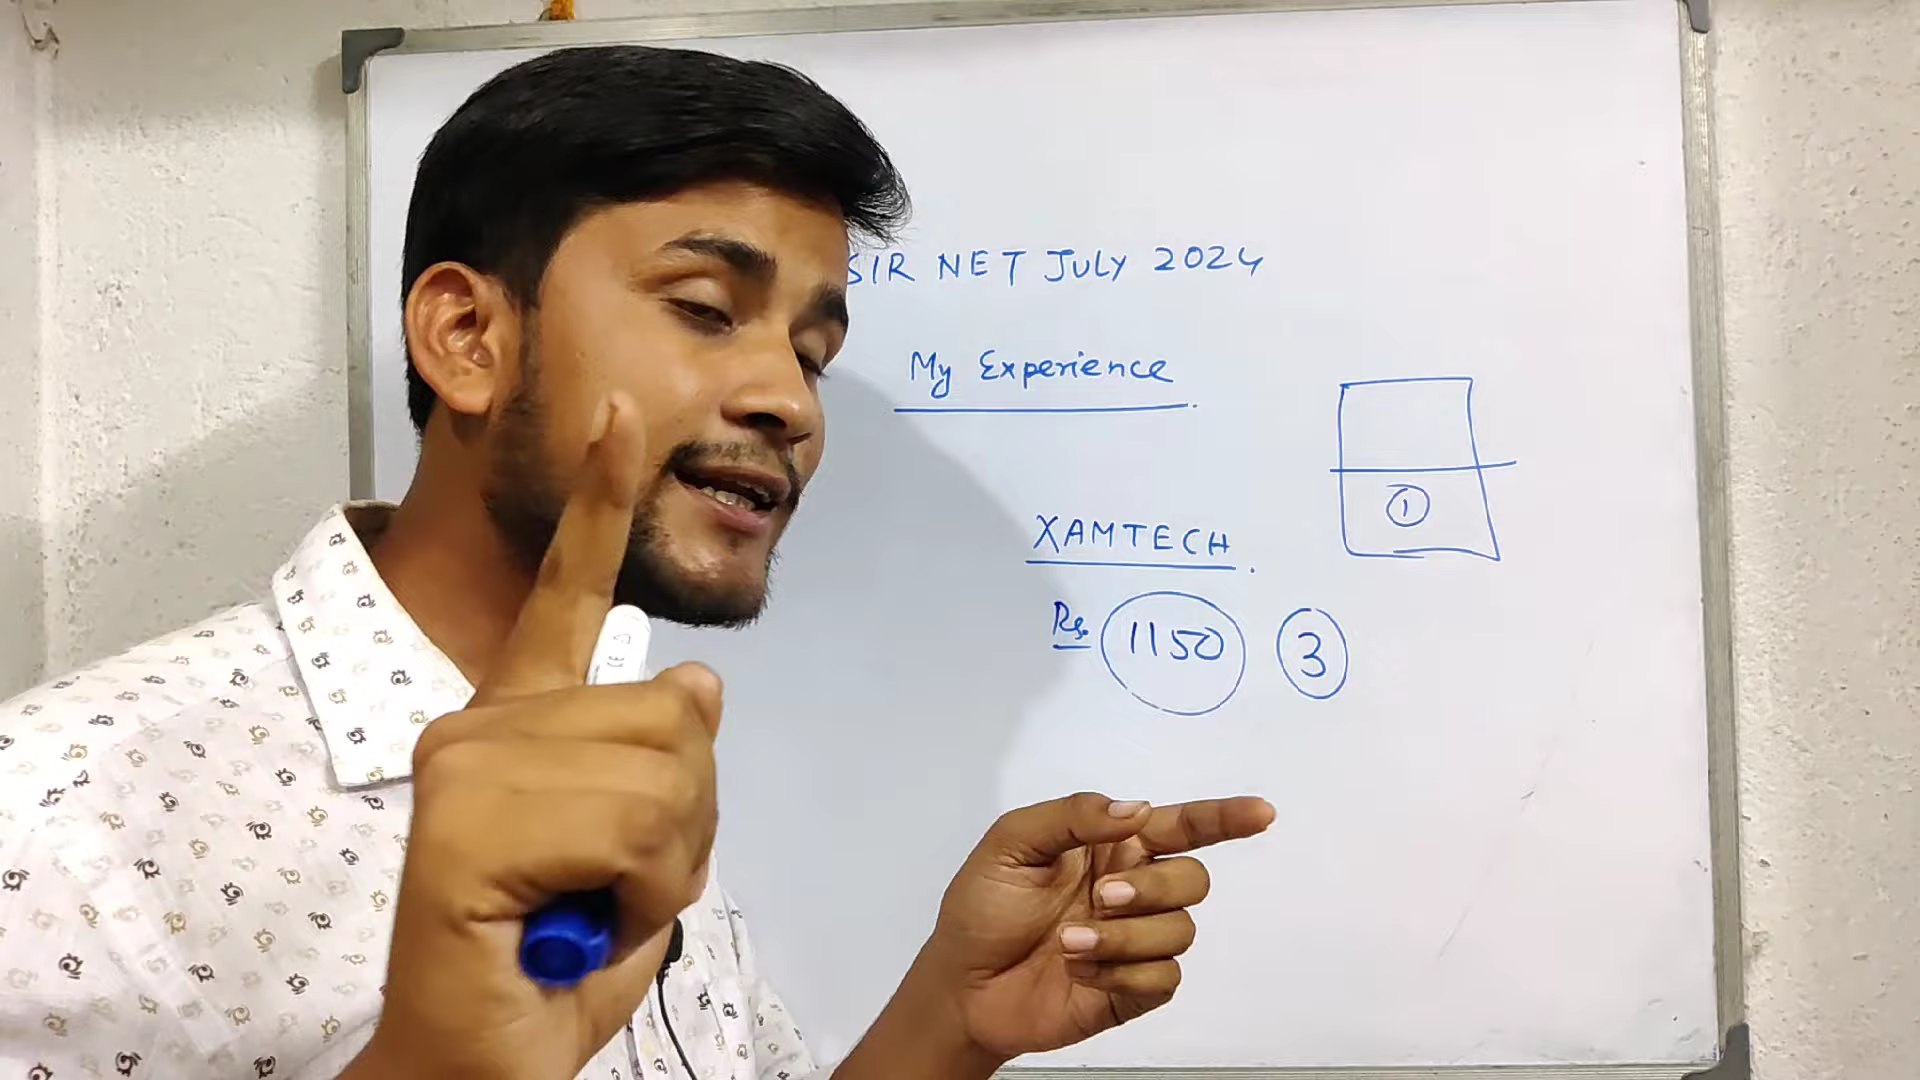 SIR NET JULY 2024
My Experience
①
XAMTECH
Rs. 1150 3